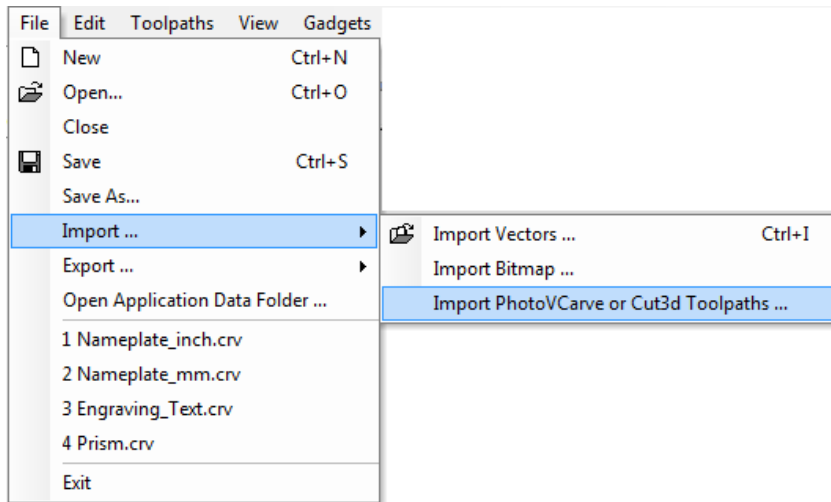 File Edit Toolpaths View Gadgets
New Ctrl+N
Open... Ctrl+O
Close
Save Ctrl+S
Save As...
Import ...
Export ...
Open Application Data Folder ...
1 Nameplate_inch.crv
2 Nameplate_mm.crv
3 Engraving_Text.crv
4 Prism.crv
Exit
Import Vectors ... Ctrl+I
Import Bitmap ...
Import PhotoVCarve or Cut3d Toolpaths ...